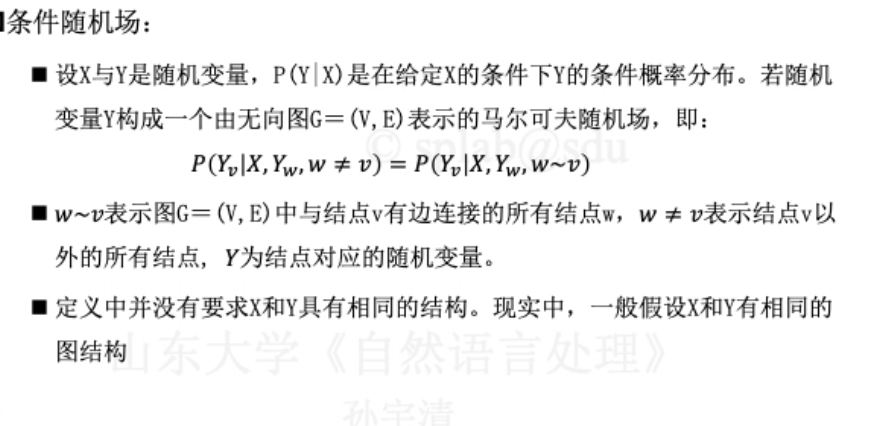 条件随机场：
■ 设X与Y是随机变量，P(Y|X)是在给定X的条件下Y的条件概率分布。若随机
变量Y构成一个由无向图G＝(V,E)表示的马尔可夫随机场，即：
© splab@sdu
P(Yᵥ|X, Y_w, w ≠ v) = P(Yᵥ|X, Y_w, w~v)
■ w~v表示图G＝(V,E)中与结点v有边连接的所有结点w，w ≠ v表示结点v以
外的所有结点, Y为结点对应的随机变量。
■ 定义中并没有要求X和Y具有相同的结构。现实中，一般假设X和Y有相同的
图结构
山东大学《自然语言处理》
孙宇清